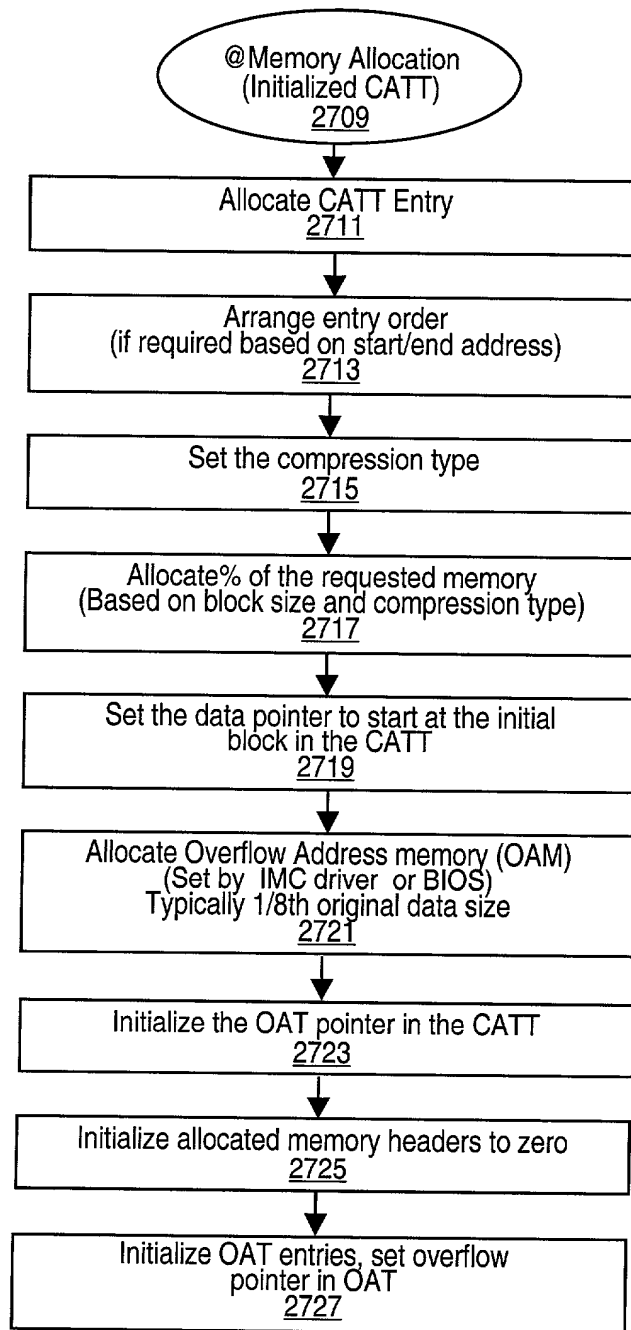 @Memory Allocation
(Initialized CATT)
2709
Allocate CATT Entry
2711
Arrange entry order
(if required based on start/end address)
2713
Set the compression type
2715
Allocate% of the requested memory
(Based on block size and compression type)
2717
Set the data pointer to start at the initial
block in the CATT
2719
Allocate Overflow Address memory (OAM)
(Set by IMC driver or BIOS)
Typically 1/8th original data size
2721
Initialize the OAT pointer in the CATT
2723
Initialize allocated memory headers to zero
2725
Initialize OAT entries, set overflow
pointer in OAT
2727